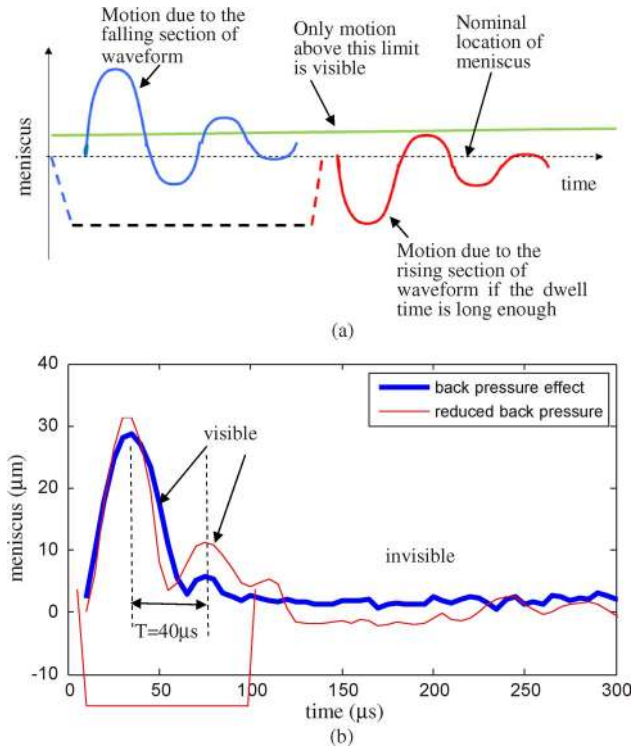 Motion due to the
falling section of
waveform
Only motion
above this limit
is visible
Nominal
location of
meniscus
meniscus
time
Motion due to the
rising section of
waveform if the dwell
time is long enough
(a)
40
30
20
10
0
-10
meniscus (μm)
back pressure effect
reduced back pressure
visible
invisible
T=40μs
0
50
100
150
200
250
300
time (μs)
(b)